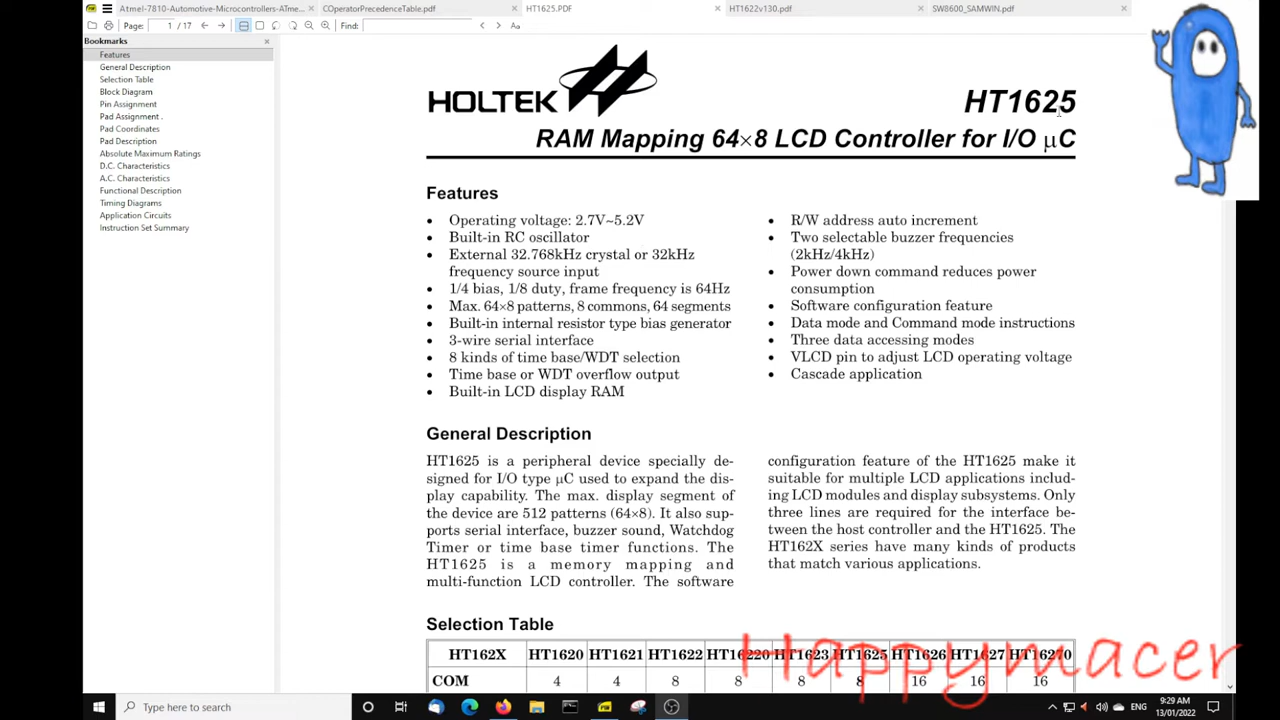 Atmel-7810-Automotive-Microcontrollers-ATme...
COperatorPrecedenceTable.pdf
HT1625.PDF
HT1622v130.pdf
SW8600_SAMWIN.pdf
Page:
1 / 17
Find:
Bookmarks
Features
General Description
Selection Table
Block Diagram
Pin Assignment
Pad Assignment .
Pad Coordinates
Pad Description
Absolute Maximum Ratings
D.C. Characteristics
A.C. Characteristics
Functional Description
Timing Diagrams
Application Circuits
Instruction Set Summary
HOLTEK
HT1625
RAM Mapping 64×8 LCD Controller for I/O μC
Features
• Operating voltage: 2.7V~5.2V
• Built-in RC oscillator
• External 32.768kHz crystal or 32kHz
frequency source input
• 1/4 bias, 1/8 duty, frame frequency is 64Hz
• Max. 64×8 patterns, 8 commons, 64 segments
• Built-in internal resistor type bias generator
• 3-wire serial interface
• 8 kinds of time base/WDT selection
• Time base or WDT overflow output
• Built-in LCD display RAM
• R/W address auto increment
• Two selectable buzzer frequencies
(2kHz/4kHz)
• Power down command reduces power
consumption
• Software configuration feature
• Data mode and Command mode instructions
• Three data accessing modes
• VLCD pin to adjust LCD operating voltage
• Cascade application
General Description
HT1625 is a peripheral device specially de-
signed for I/O type μC used to expand the dis-
play capability. The max. display segment of
the device are 512 patterns (64×8). It also sup-
ports serial interface, buzzer sound, Watchdog
Timer or time base timer functions. The
HT1625 is a memory mapping and
multi-function LCD controller. The software
configuration feature of the HT1625 make it
suitable for multiple LCD applications includ-
ing LCD modules and display subsystems. Only
three lines are required for the interface be-
tween the host controller and the HT1625. The
HT162X series have many kinds of products
that match various applications.
Selection Table
HT162X HT1620 HT1621 HT1622 HT16220 HT1623 HT1625 HT1626 HT1627 HT16270
COM 4 4 8 8 8 8 16 16 16
Happymacer
Type here to search
ENG
9:29 AM
13/01/2022